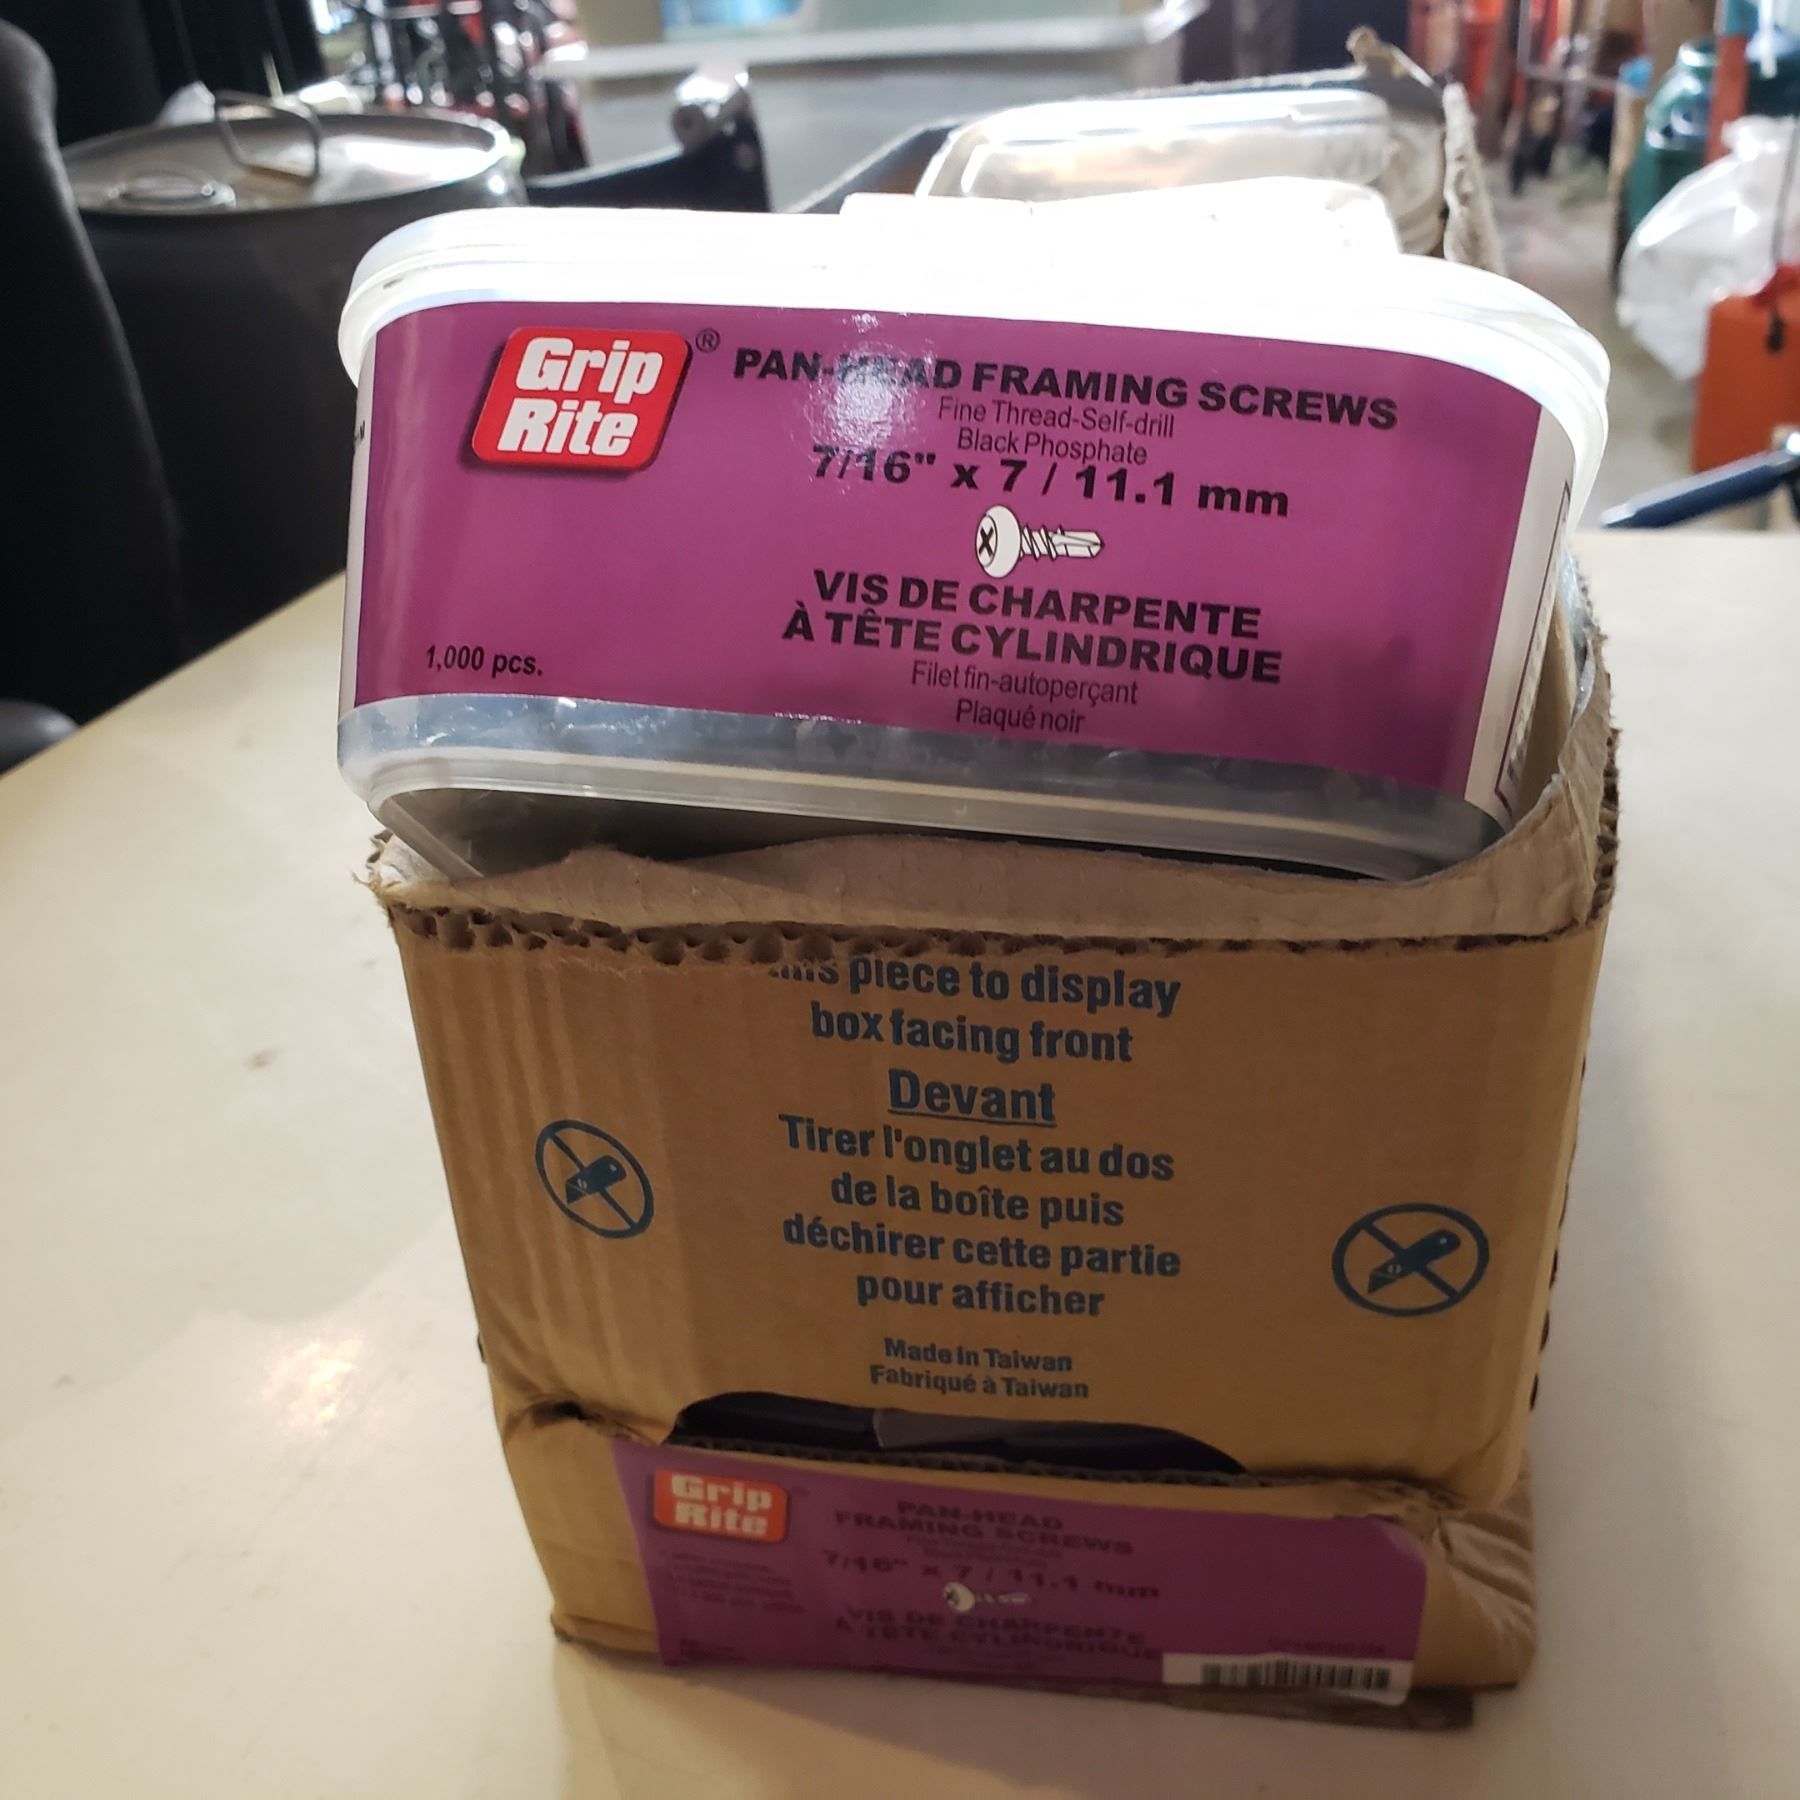 Grip
Rite
®
PAN-HEAD FRAMING SCREWS
Fine Thread-Self-drill
Black Phosphate
7/16" x 7 / 11.1 mm
VIS DE CHARPENTE
À TÊTE CYLINDRIQUE
Filet fin-autoperçant
Plaqué noir
1,000 pcs.
piece to display
box facing front
Devant
Tirer l'onglet au dos
de la boîte puis
déchirer cette partie
pour afficher
Made in Taiwan
Fabriqué à Taiwan
Grip
Rite
PAN-HEAD
FRAMING SCREWS
7/16" x 7 / 11.1 mm
VIS DE CHARPENTE
À TÊTE CYLINDRIQUE